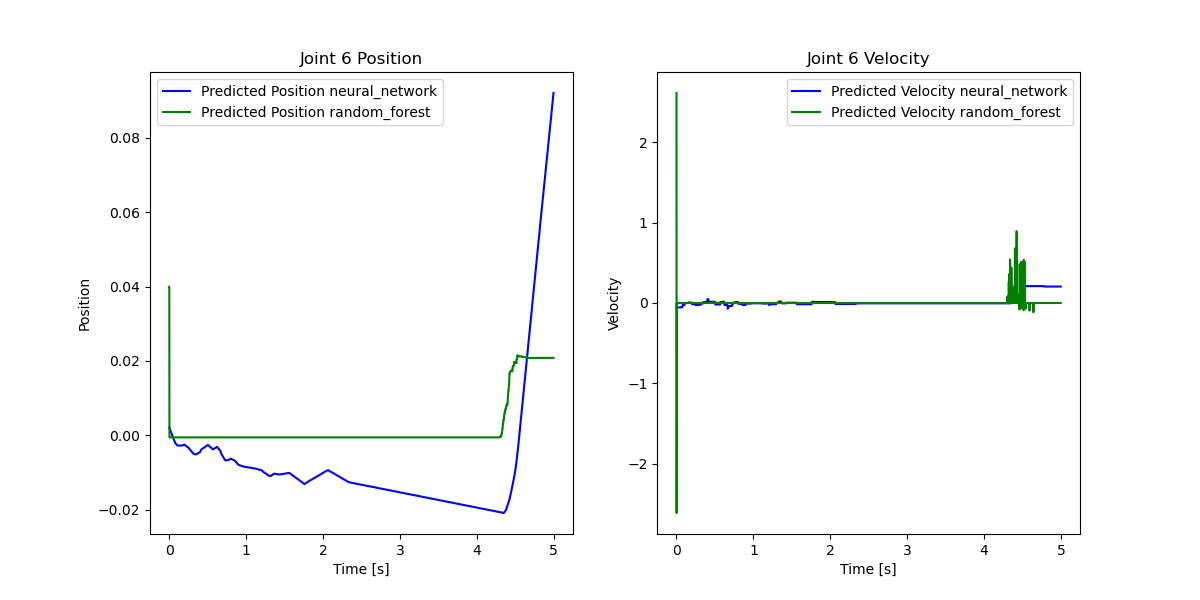 Joint 6 Position
Predicted Position neural_network
Predicted Position random_forest
0.08
0.06
0.04
0.02
0.00
−0.02
Position
0
1
2
3
4
5
Time [s]
Joint 6 Velocity
Predicted Velocity neural_network
Predicted Velocity random_forest
2
1
0
−1
−2
Velocity
0
1
2
3
4
5
Time [s]